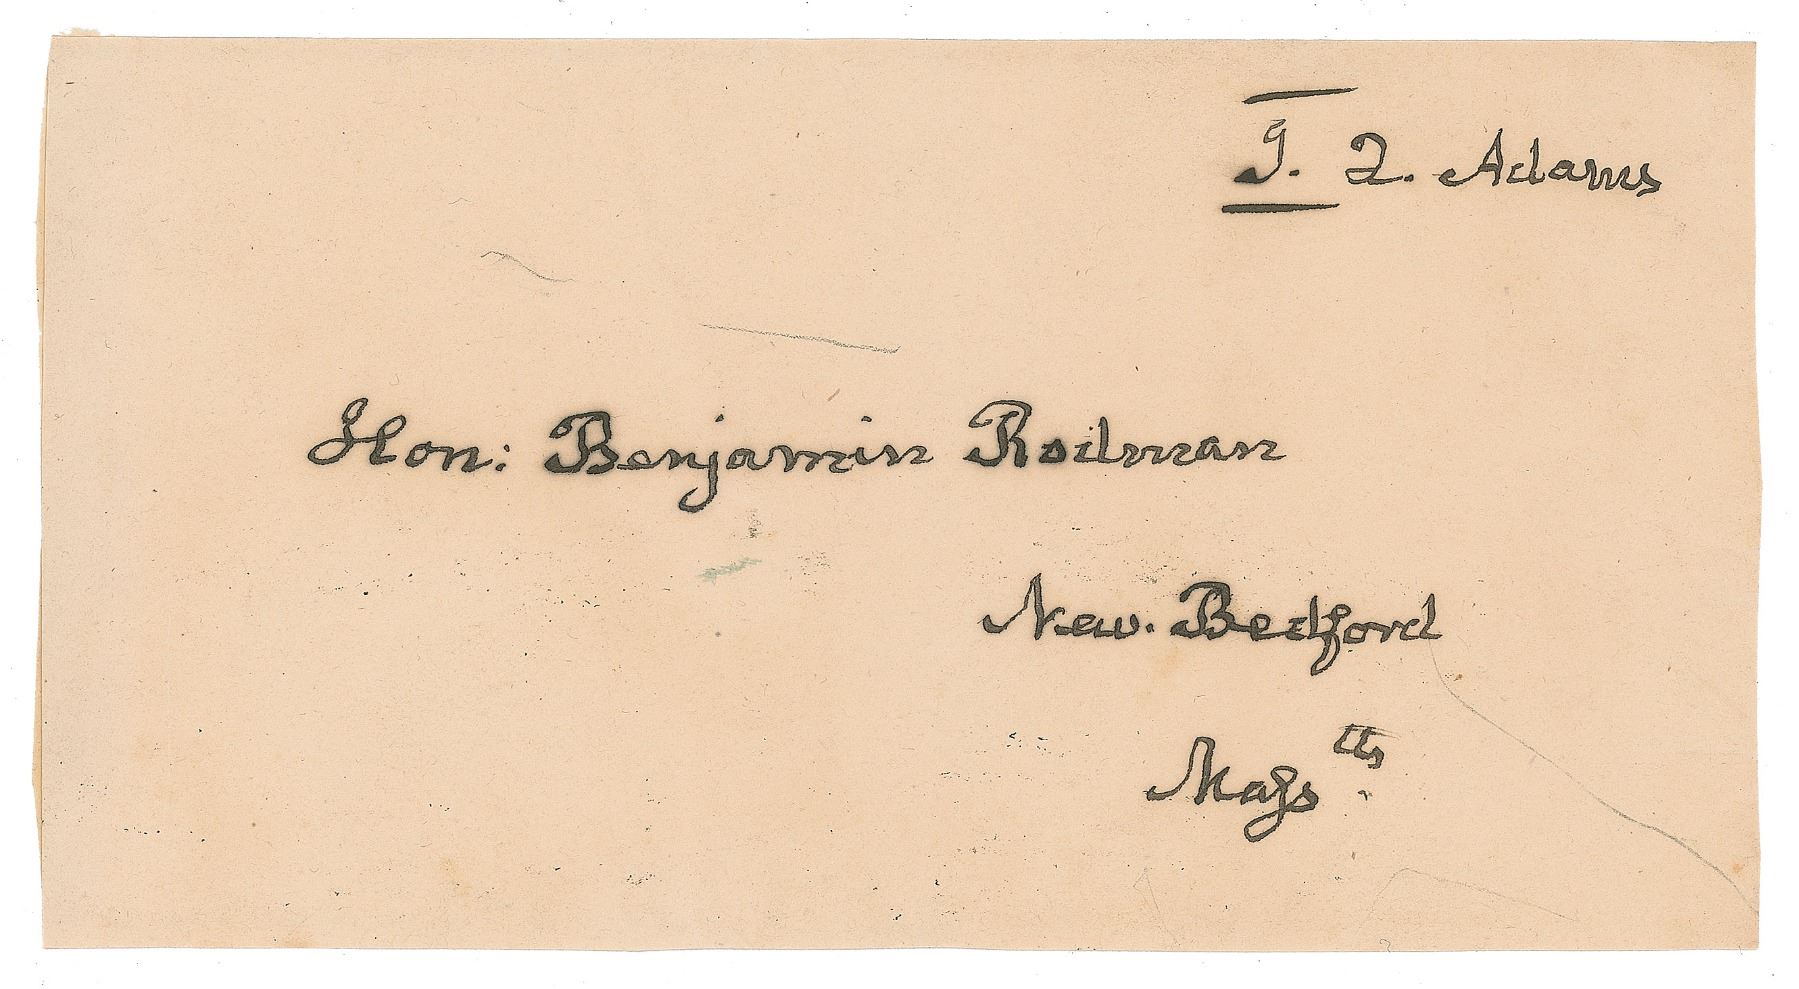 J. Q. Adams
Hon: Benjamin Rodman
New. Bedford
Maſs tts